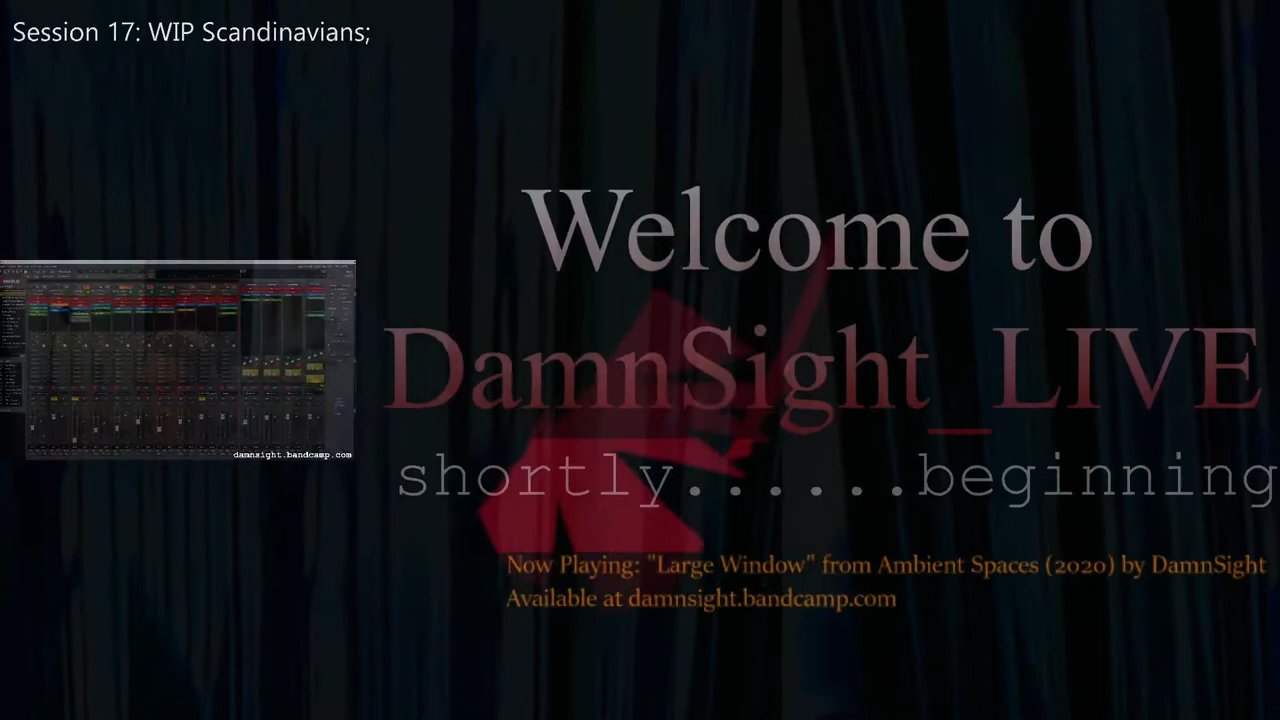 Session 17: WIP Scandinavians;
Welcome to
DamnSight_LIVE
shortly......beginning
damnsight.bandcamp.com
Now Playing: "Large Window" from Ambient Spaces (2020) by DamnSight
Available at damnsight.bandcamp.com